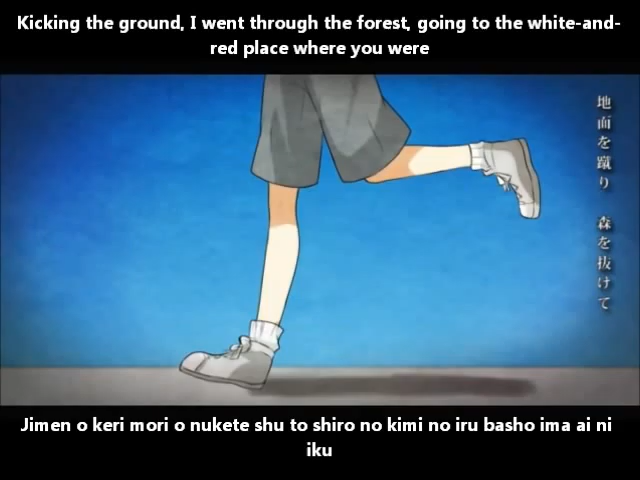 Kicking the ground, I went through the forest, going to the white-and-
red place where you were
地面を蹴り 森を抜けて
Jimen o keri mori o nukete shu to shiro no kimi no iru basho ima ai ni
iku